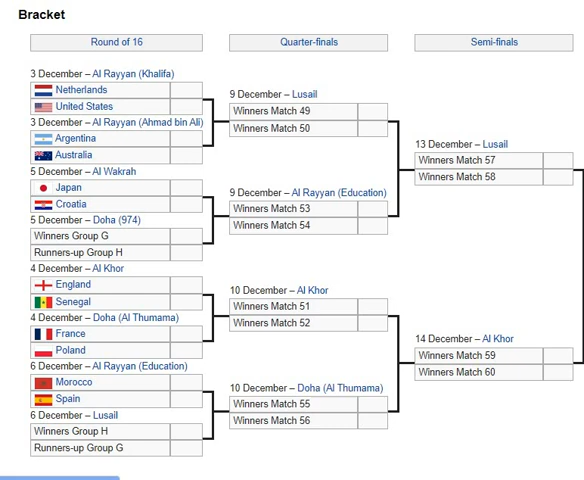 Bracket
Round of 16
Quarter-finals
Semi-finals
3 December – Al Rayyan (Khalifa)
Netherlands
United States
3 December – Al Rayyan (Ahmad bin Ali)
Argentina
Australia
5 December – Al Wakrah
Japan
Croatia
5 December – Doha (974)
Winners Group G
Runners-up Group H
4 December – Al Khor
England
Senegal
4 December – Doha (Al Thumama)
France
Poland
6 December – Al Rayyan (Education)
Morocco
Spain
6 December – Lusail
Winners Group H
Runners-up Group G
9 December – Lusail
Winners Match 49
Winners Match 50
9 December – Al Rayyan (Education)
Winners Match 53
Winners Match 54
10 December – Al Khor
Winners Match 51
Winners Match 52
10 December – Doha (Al Thumama)
Winners Match 55
Winners Match 56
13 December – Lusail
Winners Match 57
Winners Match 58
14 December – Al Khor
Winners Match 59
Winners Match 60